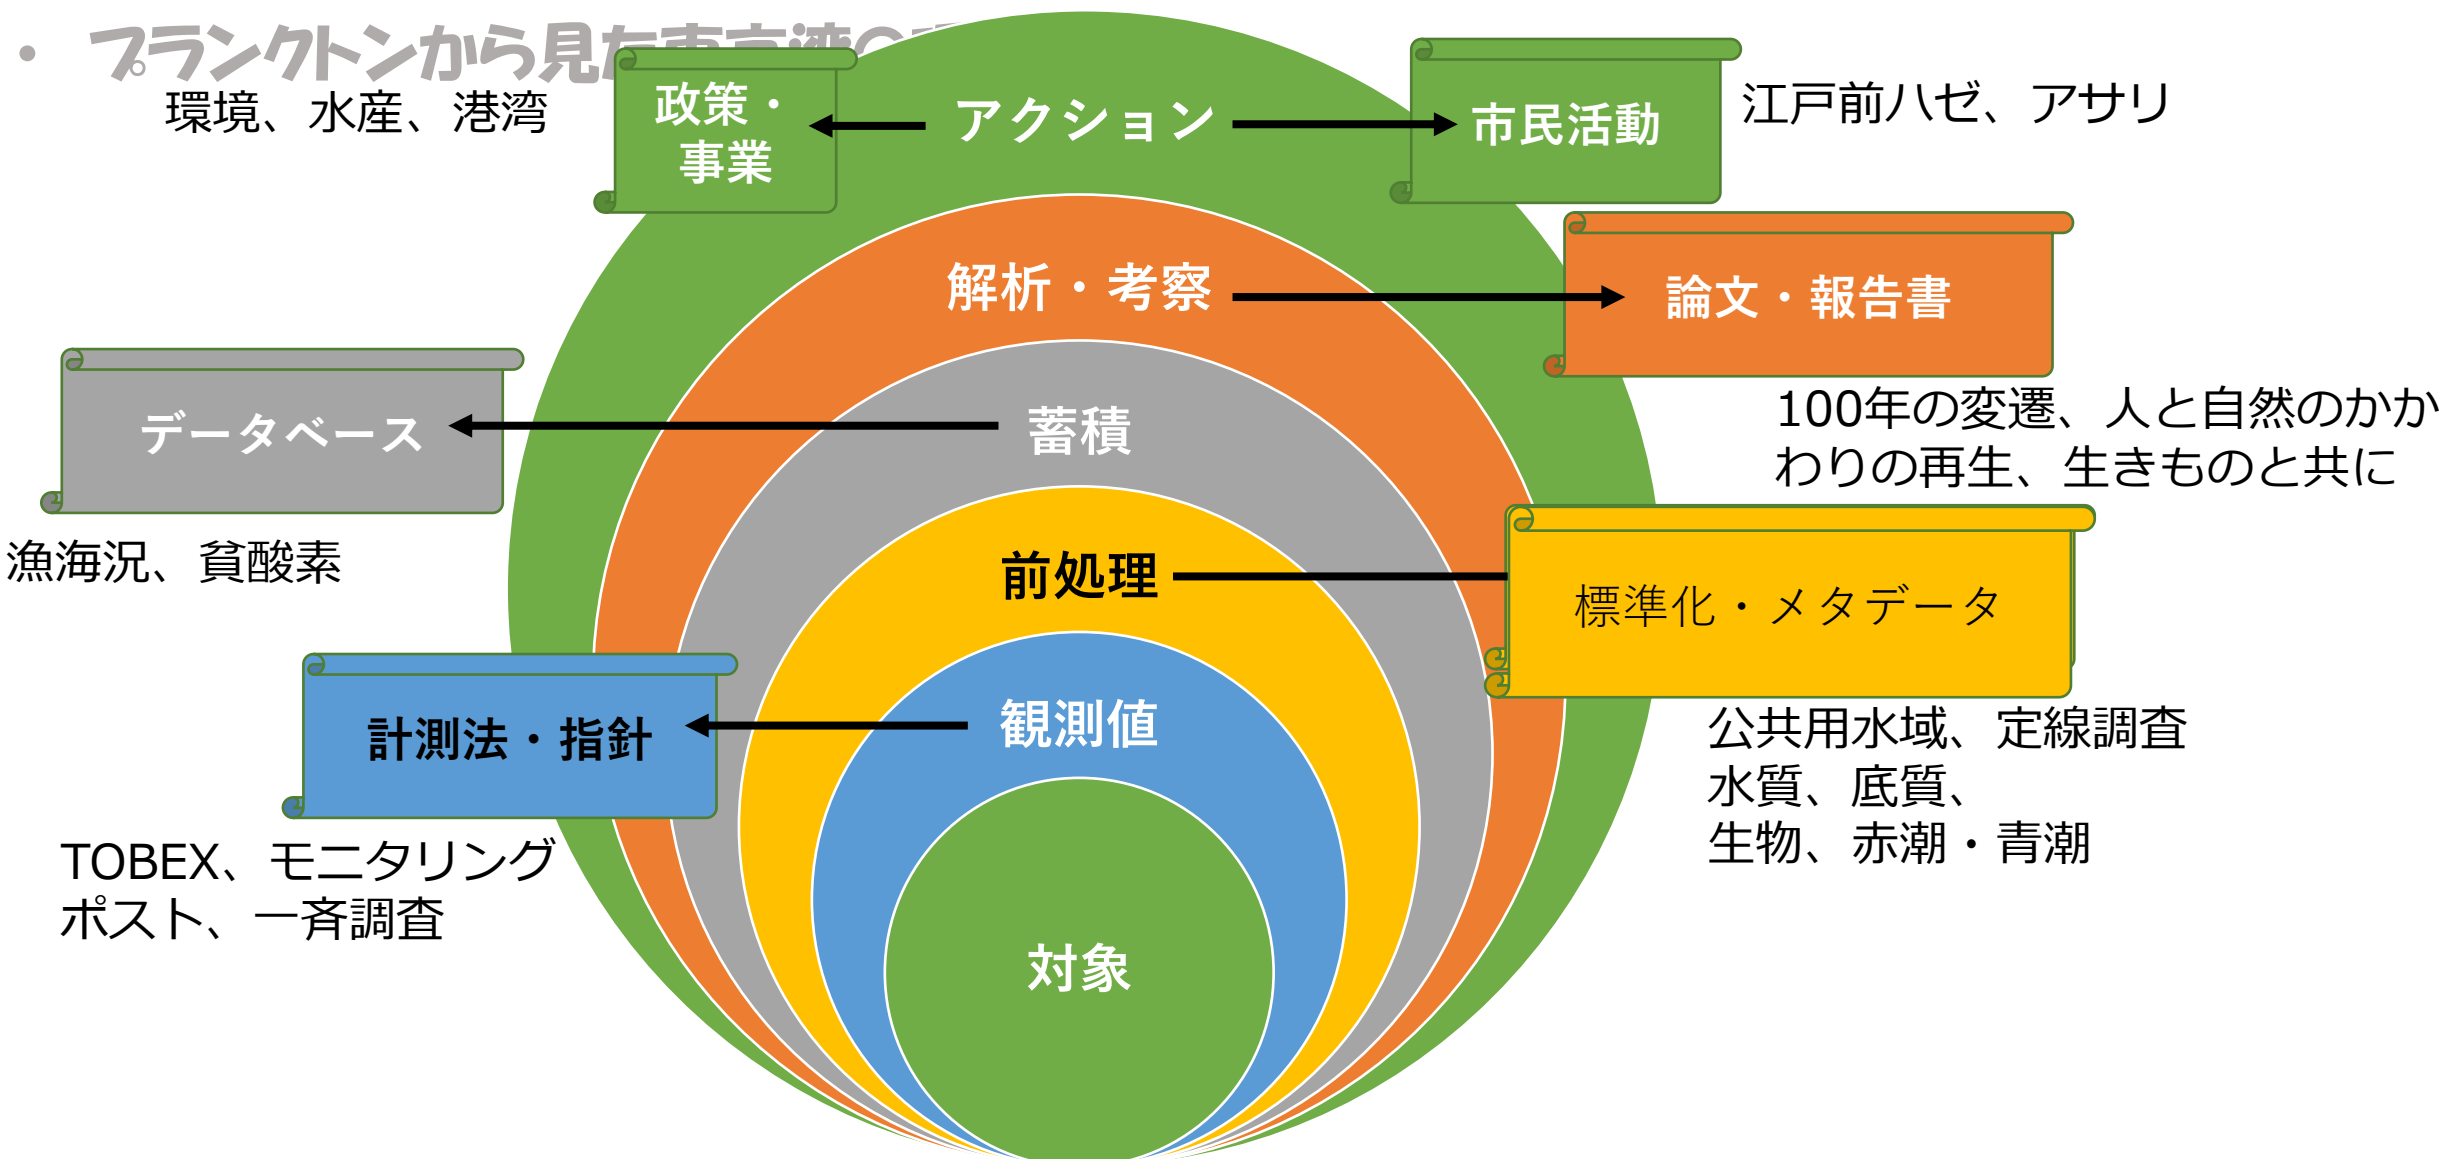 ・ プランクトンから見た東京湾の
環境、水産、港湾
政策・
事業
アクション
市民活動
江戸前ハゼ、アサリ
解析・考察
論文・報告書
100年の変遷、人と自然のかか
わりの再生、生きものと共に
データベース
蓄積
漁海況、貧酸素
前処理
標準化・メタデータ
公共用水域、定線調査
水質、底質、
生物、赤潮・青潮
計測法・指針
観測値
TOBEX、モニタリング
ポスト、一斉調査
対象